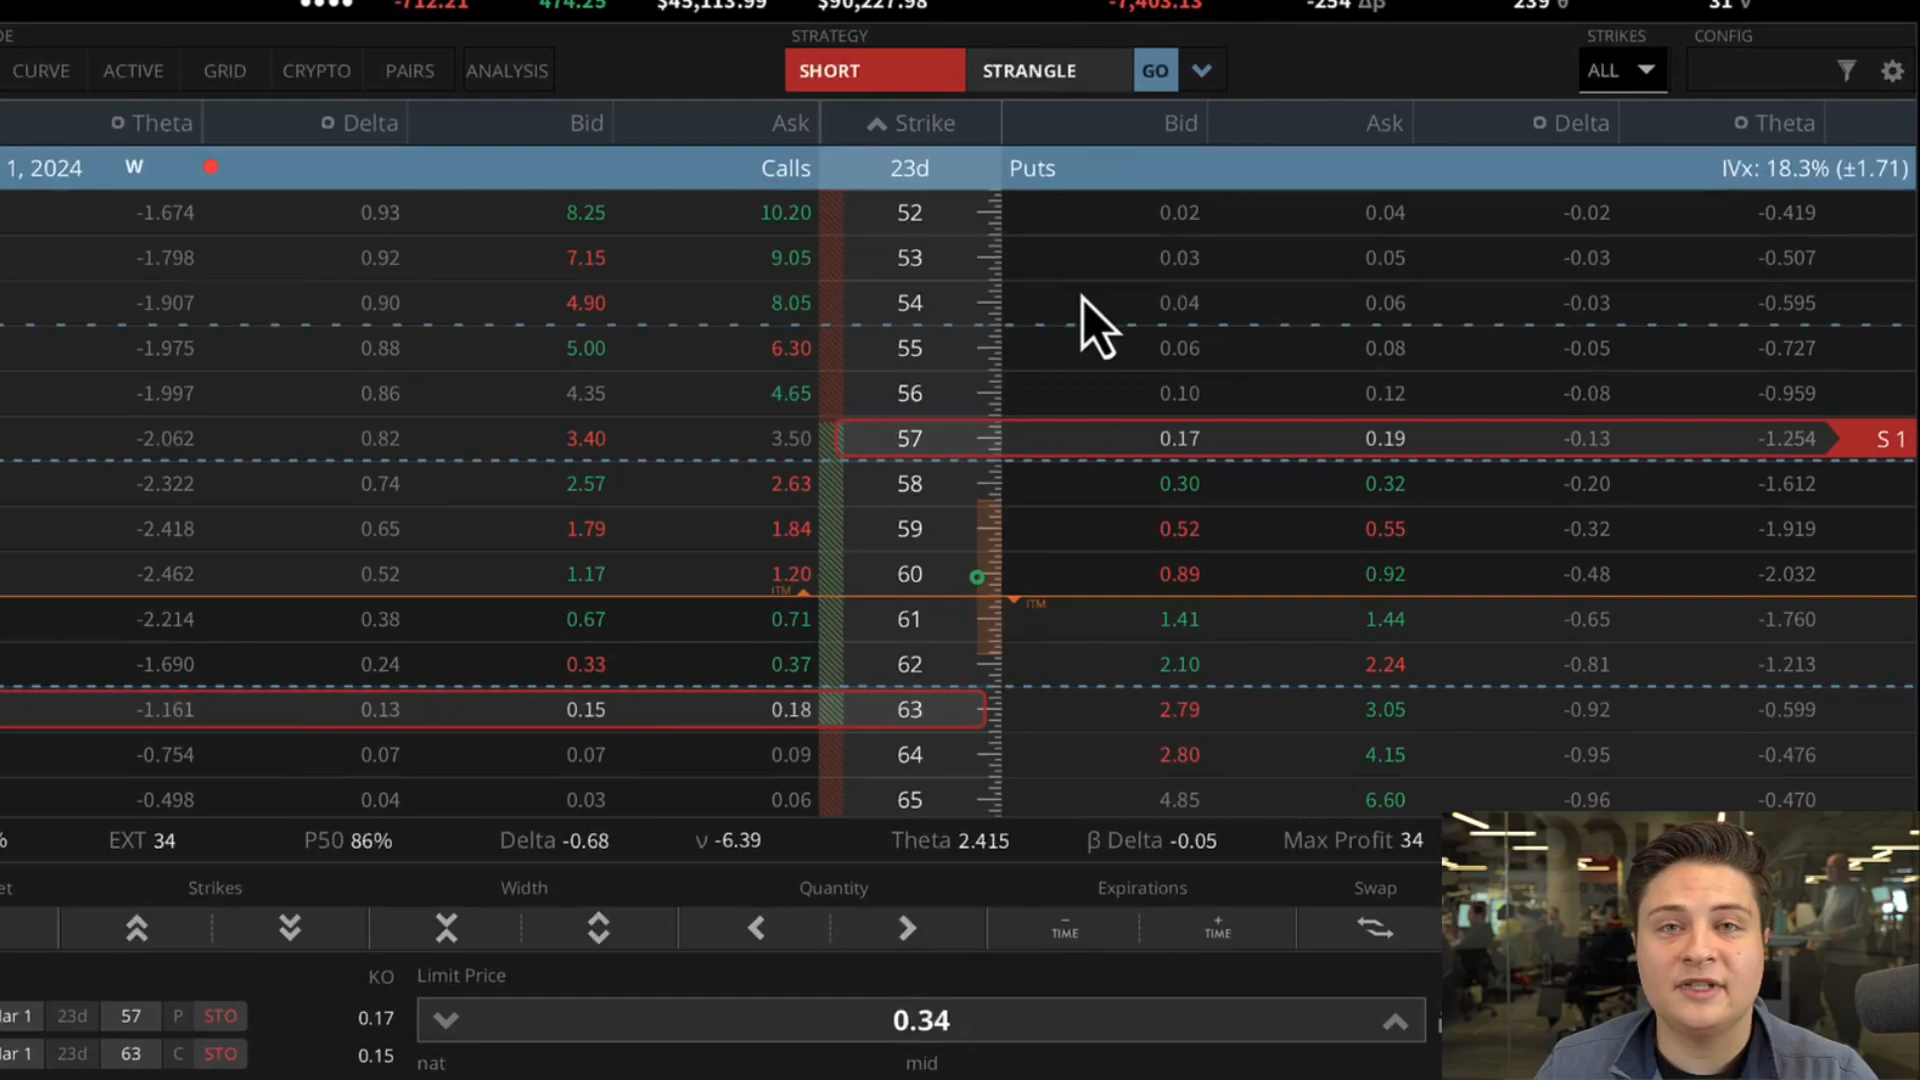 -712.21 474.25 $45,113.99 $90,227.98 -7,403.13 -254 Δβ 239 θ 31 ν
DE STRATEGY STRIKES CONFIG
CURVE ACTIVE GRID CRYPTO PAIRS ANALYSIS SHORT STRANGLE GO ALL
Theta Delta Bid Ask Strike Bid Ask Delta Theta
1, 2024 W Calls 23d Puts IVx: 18.3% (±1.71)
-1.674 0.93 8.25 10.20 52 0.02 0.04 -0.02 -0.419
-1.798 0.92 7.15 9.05 53 0.03 0.05 -0.03 -0.507
-1.907 0.90 4.90 8.05 54 0.04 0.06 -0.03 -0.595
-1.975 0.88 5.00 6.30 55 0.06 0.08 -0.05 -0.727
-1.997 0.86 4.35 4.65 56 0.10 0.12 -0.08 -0.959
-2.062 0.82 3.40 3.50 57 0.17 0.19 -0.13 -1.254 S 1
-2.322 0.74 2.57 2.63 58 0.30 0.32 -0.20 -1.612
-2.418 0.65 1.79 1.84 59 0.52 0.55 -0.32 -1.919
-2.462 0.52 1.17 1.20 60 0.89 0.92 -0.48 -2.032
ITM ITM
-2.214 0.38 0.67 0.71 61 1.41 1.44 -0.65 -1.760
-1.690 0.24 0.33 0.37 62 2.10 2.24 -0.81 -1.213
-1.161 0.13 0.15 0.18 63 2.79 3.05 -0.92 -0.599
-0.754 0.07 0.07 0.09 64 2.80 4.15 -0.95 -0.476
-0.498 0.04 0.03 0.06 65 4.85 6.60 -0.96 -0.470
% EXT 34 P50 86% Delta -0.68 ν -6.39 Theta 2.415 β Delta -0.05 Max Profit 34
et Strikes Width Quantity Expirations Swap
− TIME + TIME
KO Limit Price
lar 1 23d 57 P STO 0.17 0.34
lar 1 23d 63 C STO 0.15 nat mid